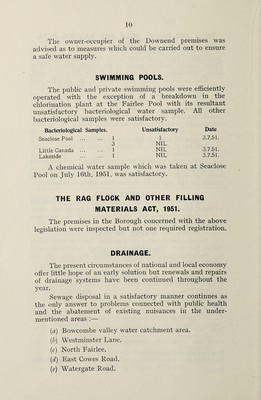 10
The owner-occupier of the Downend premises was
advised as to measures which could be carried out to ensure
a safe water supply.
SWIMMING POOLS.
The public and private swimming pools were efficiently
operated with the exception of a breakdown in the
chlorination plant at the Fairlee Pool with its resultant
unsatisfactory bacteriological water sample. All other
bacteriological samples were satisfactory.
Bacteriological Samples. Unsatisfactory Date
Seaclose Pool ... ... 1 1 3.7.51.
3 NIL
Little Canada ... ... 1 NIL 3.7.51.
Lakeside ... ... 1 NIL 3.7.51.
A chemical water sample which was taken at Seaclose
Pool on July 16th, 1951, was satisfactory.
THE RAG FLOCK AND OTHER FILLING
MATERIALS ACT, 1951.
The premises in the Borough concerned with the above
legislation were inspected but not one required registration.
DRAINAGE.
The present circumstances of national and local economy
offer little hope of an early solution but renewals and repairs
of drainage systems have been continued throughout the
year.
Sewage disposal in a satisfactory manner continues as
the only answer to problems connected with public health
and the abatement of existing nuisances in the under-
mentioned areas :—
(a) Bowcombe valley water catchment area.
(b) Westminster Lane.
(c) North Fairlee.
(d) East Cowes Road.
(e) Watergate Road.